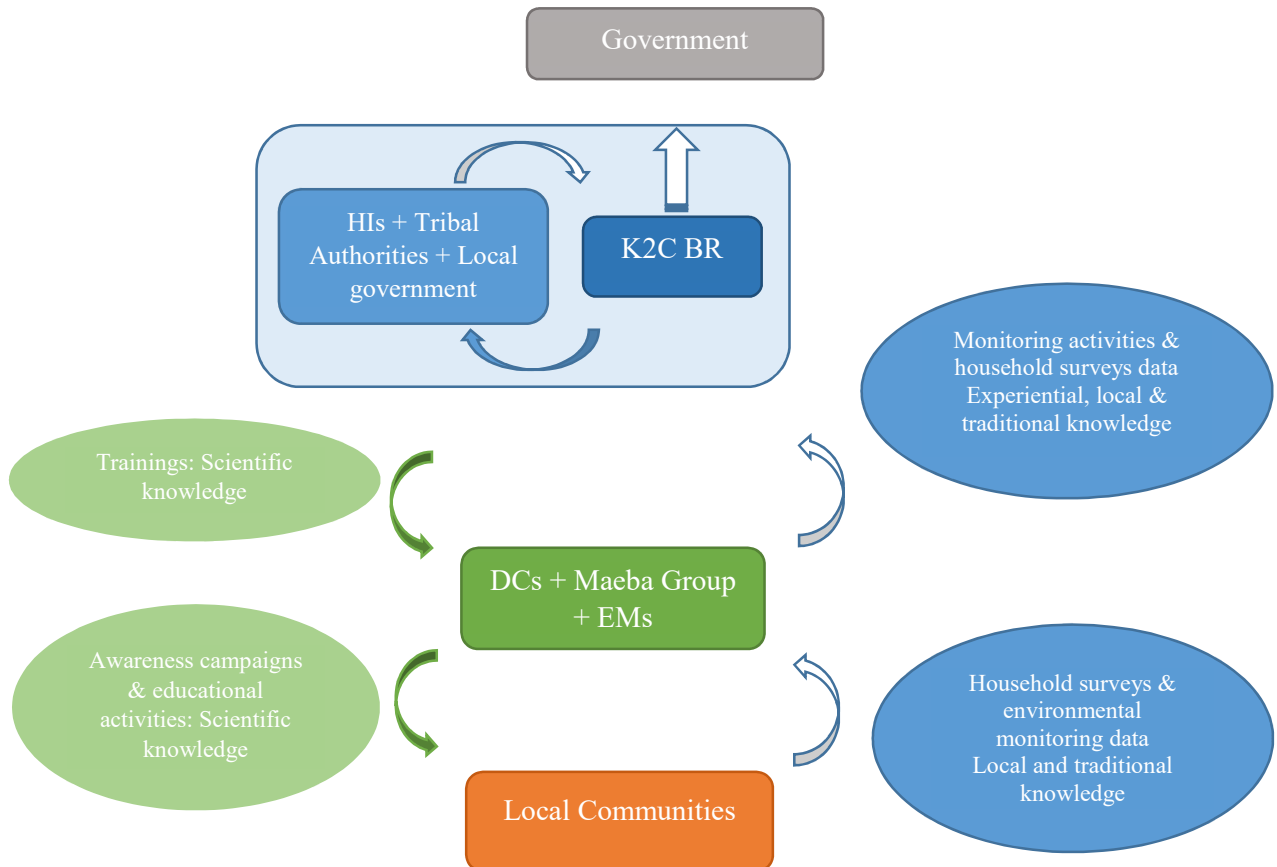 Government
HIs + Tribal
Authorities + Local
government
K2C BR
Monitoring activities &
household surveys data
Experiential, local &
traditional knowledge
Trainings: Scientific
knowledge
DCs + Maeba Group
+ EMs
Awareness campaigns
& educational
activities: Scientific
knowledge
Household surveys &
environmental
monitoring data
Local and traditional
knowledge
Local Communities